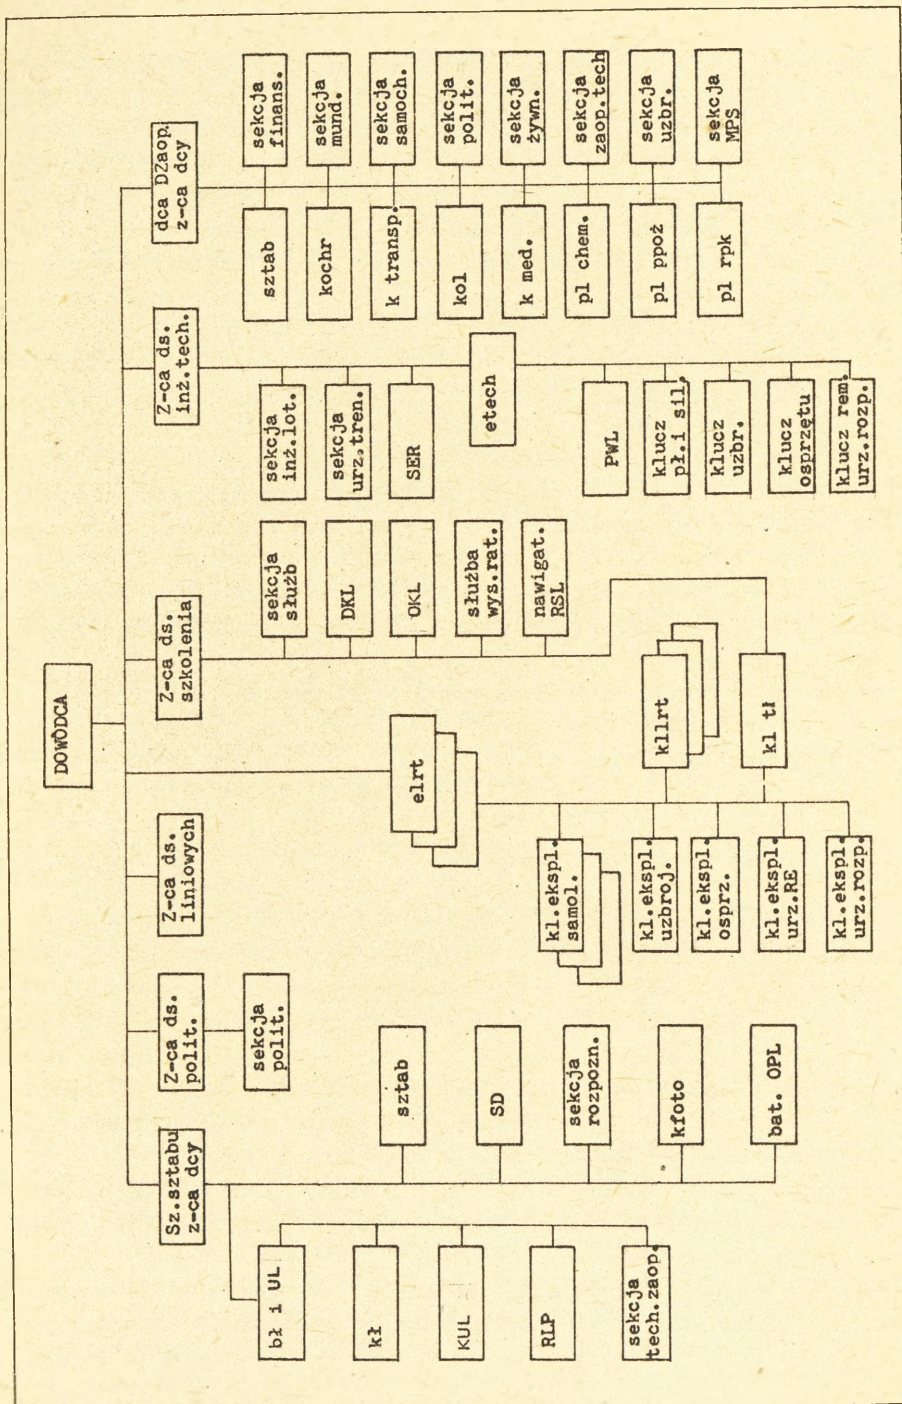 DOWÓDCA
Sz.sztabu
z-ca dcy
Z-ca ds.
polit.
Z-ca ds.
liniowych
Z-ca ds.
szkolenia
Z-ca ds.
inż.tech.
dca DZaop.
z-ca dcy
bł i UL
kł
KUL
RLP
sekcja
tech.zaop.
sztab
SD
sekcja
rozpozn.
kfoto
bat. OPL
sekcja
polit.
elrt
kl.ekspl.
samol.
kl.ekspl.
uzbroj.
kl.ekspl.
osprz.
kl.ekspl.
urz.RE
kl.ekspl.
urz.rozp.
kllrt
kl tł
sekcja
służb
DKL
OKL
służba
wys.rat.
nawigat.
RSL
sekcja
inż.lot.
sekcja
urz.tren.
SER
etech
PWL
klucz
pł.i sil.
klucz
uzbr.
klucz
osprzętu
klucz rem.
urz.rozp.
sztab
kochr
k transp.
kol
k med.
pl chem.
pl ppoż
pl rpk
sekcja
finans.
sekcja
mund.
sekcja
samoch.
sekcja
polit.
sekcja
żywn.
sekcja
zaop.tech
sekcja
uzbr.
sekcja
MPS